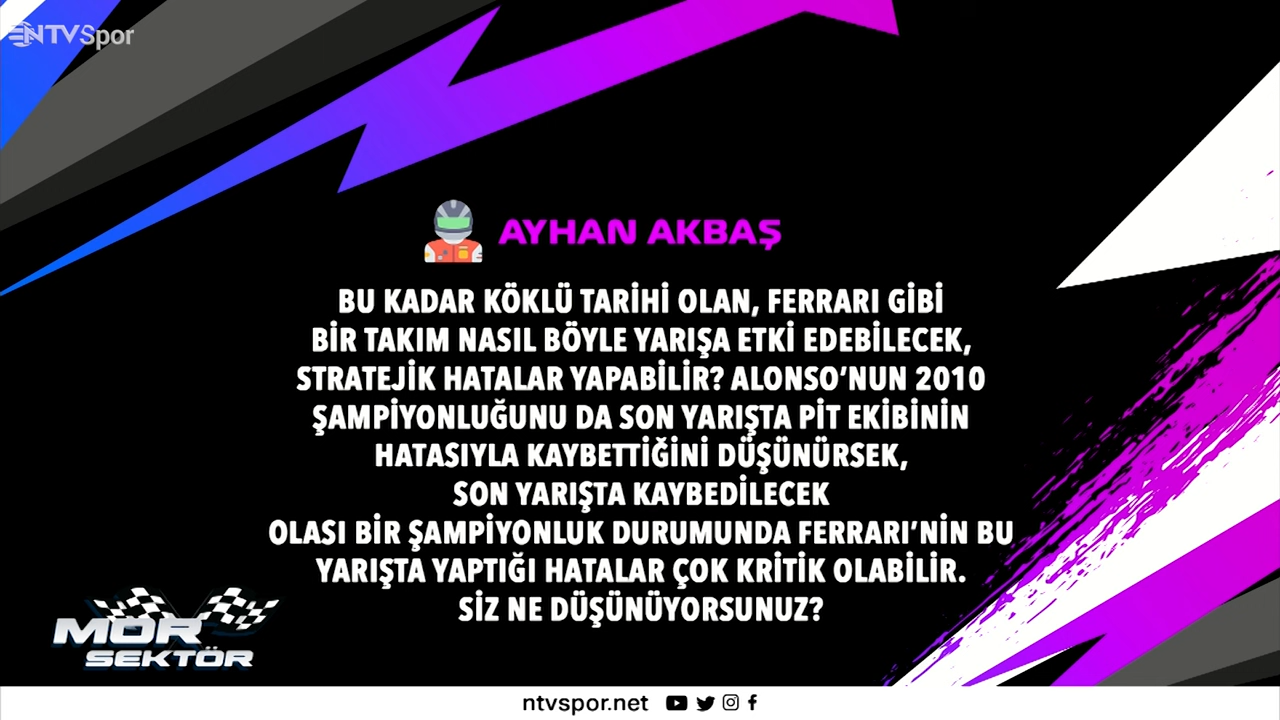 NTVSpor
AYHAN AKBAŞ
BU KADAR KÖKLÜ TARİHİ OLAN, FERRARI GİBİ
BİR TAKIM NASIL BÖYLE YARIŞA ETKİ EDEBİLECEK,
STRATEJİK HATALAR YAPABİLİR? ALONSO’NUN 2010
ŞAMPİYONLUĞUNU DA SON YARIŞTA PİT EKİBİNİN
HATASIYLA KAYBETTİĞİNİ DÜŞÜNÜRSEK,
SON YARIŞTA KAYBEDİLECEK
OLASI BİR ŞAMPİYONLUK DURUMUNDA FERRARI’NİN BU
YARIŞTA YAPTIĞI HATALAR ÇOK KRİTİK OLABİLİR.
SİZ NE DÜŞÜNÜYORSUNUZ?
MOR
SEKTÖR
ntvspor.net